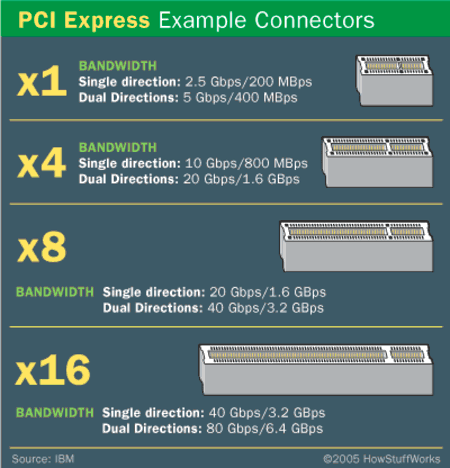 PCI Express Example Connectors
x1
BANDWIDTH
Single direction: 2.5 Gbps/200 MBps
Dual Directions: 5 Gbps/400 MBps
x4
BANDWIDTH
Single direction: 10 Gbps/800 MBps
Dual Directions: 20 Gbps/1.6 GBps
x8
BANDWIDTH Single direction: 20 Gbps/1.6 GBps
Dual Directions: 40 Gbps/3.2 GBps
x16
BANDWIDTH Single direction: 40 Gbps/3.2 GBps
Dual Directions: 80 Gbps/6.4 GBps
Source: IBM ©2005 HowStuffWorks